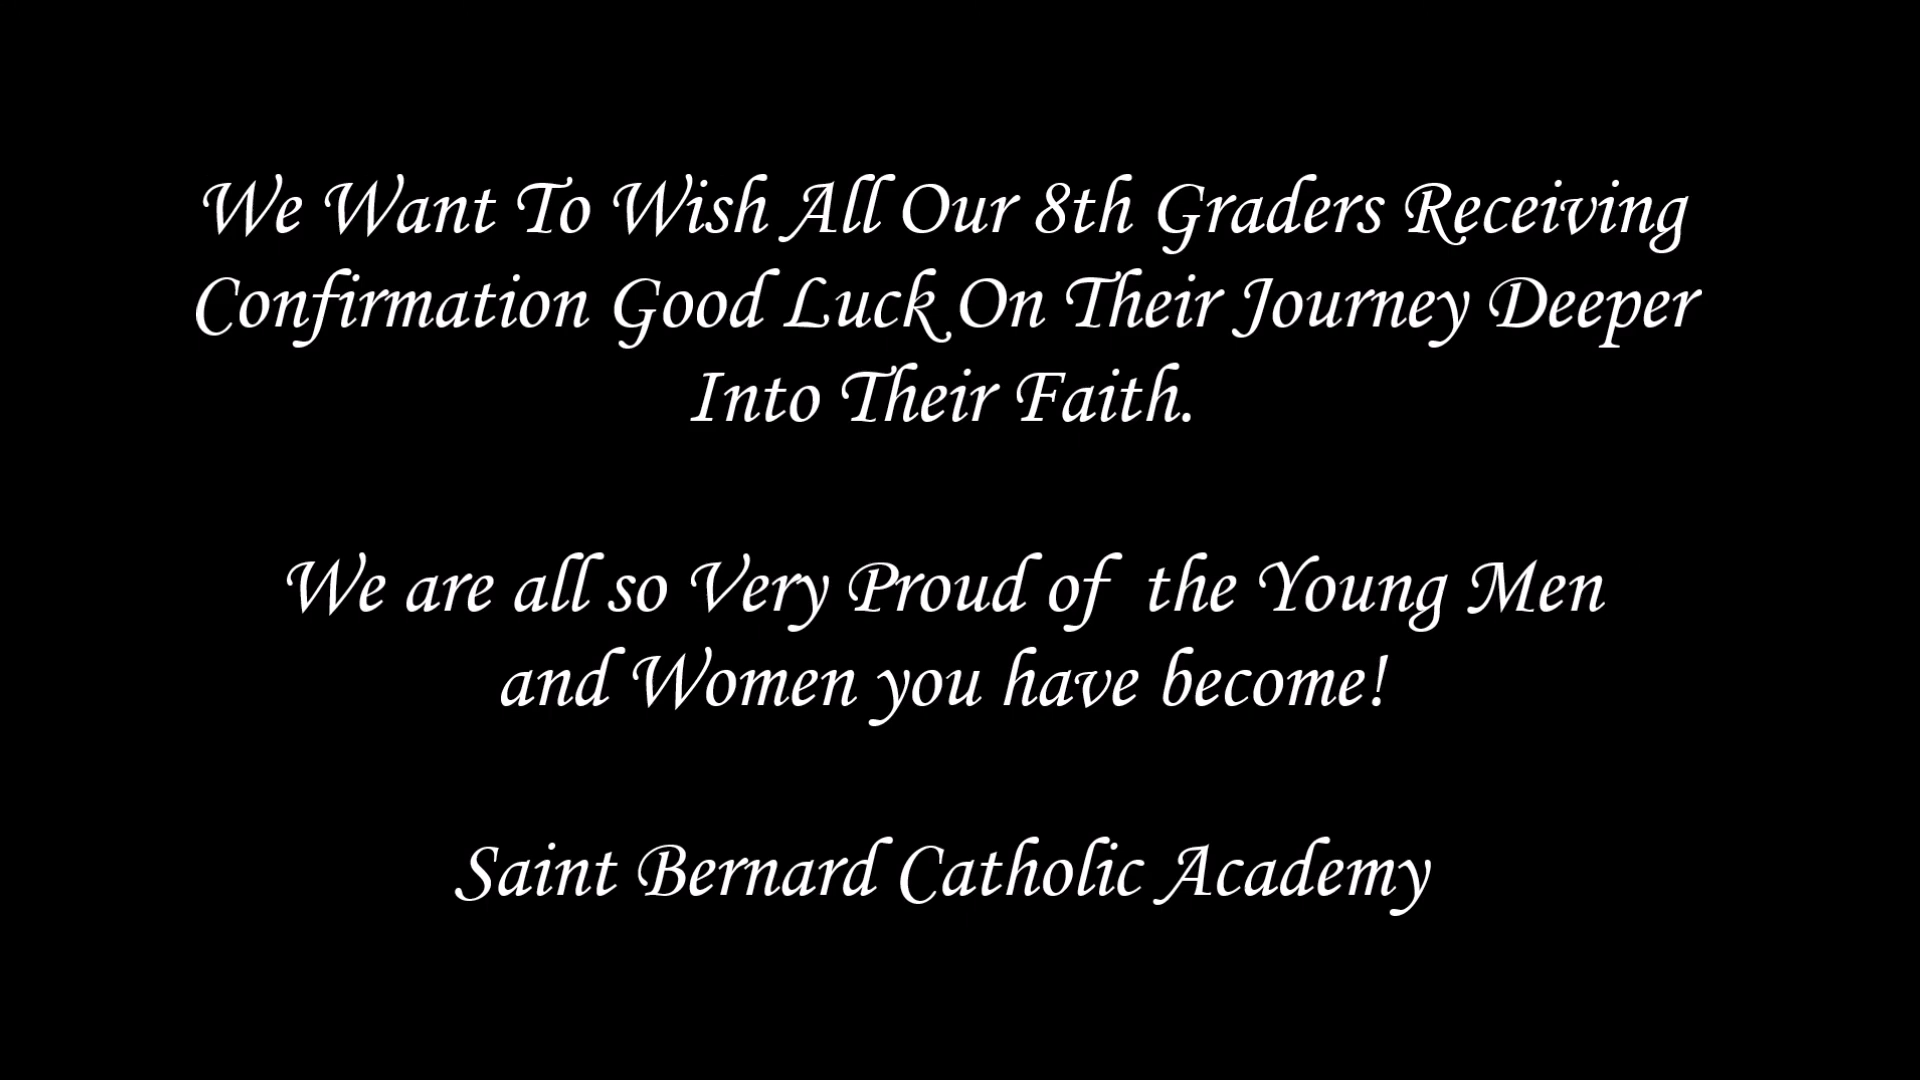 We Want To Wish All Our 8th Graders Receiving
Confirmation Good Luck On Their Journey Deeper
Into Their Faith.
We are all so Very Proud of  the Young Men
and Women you have become!
Saint Bernard Catholic Academy